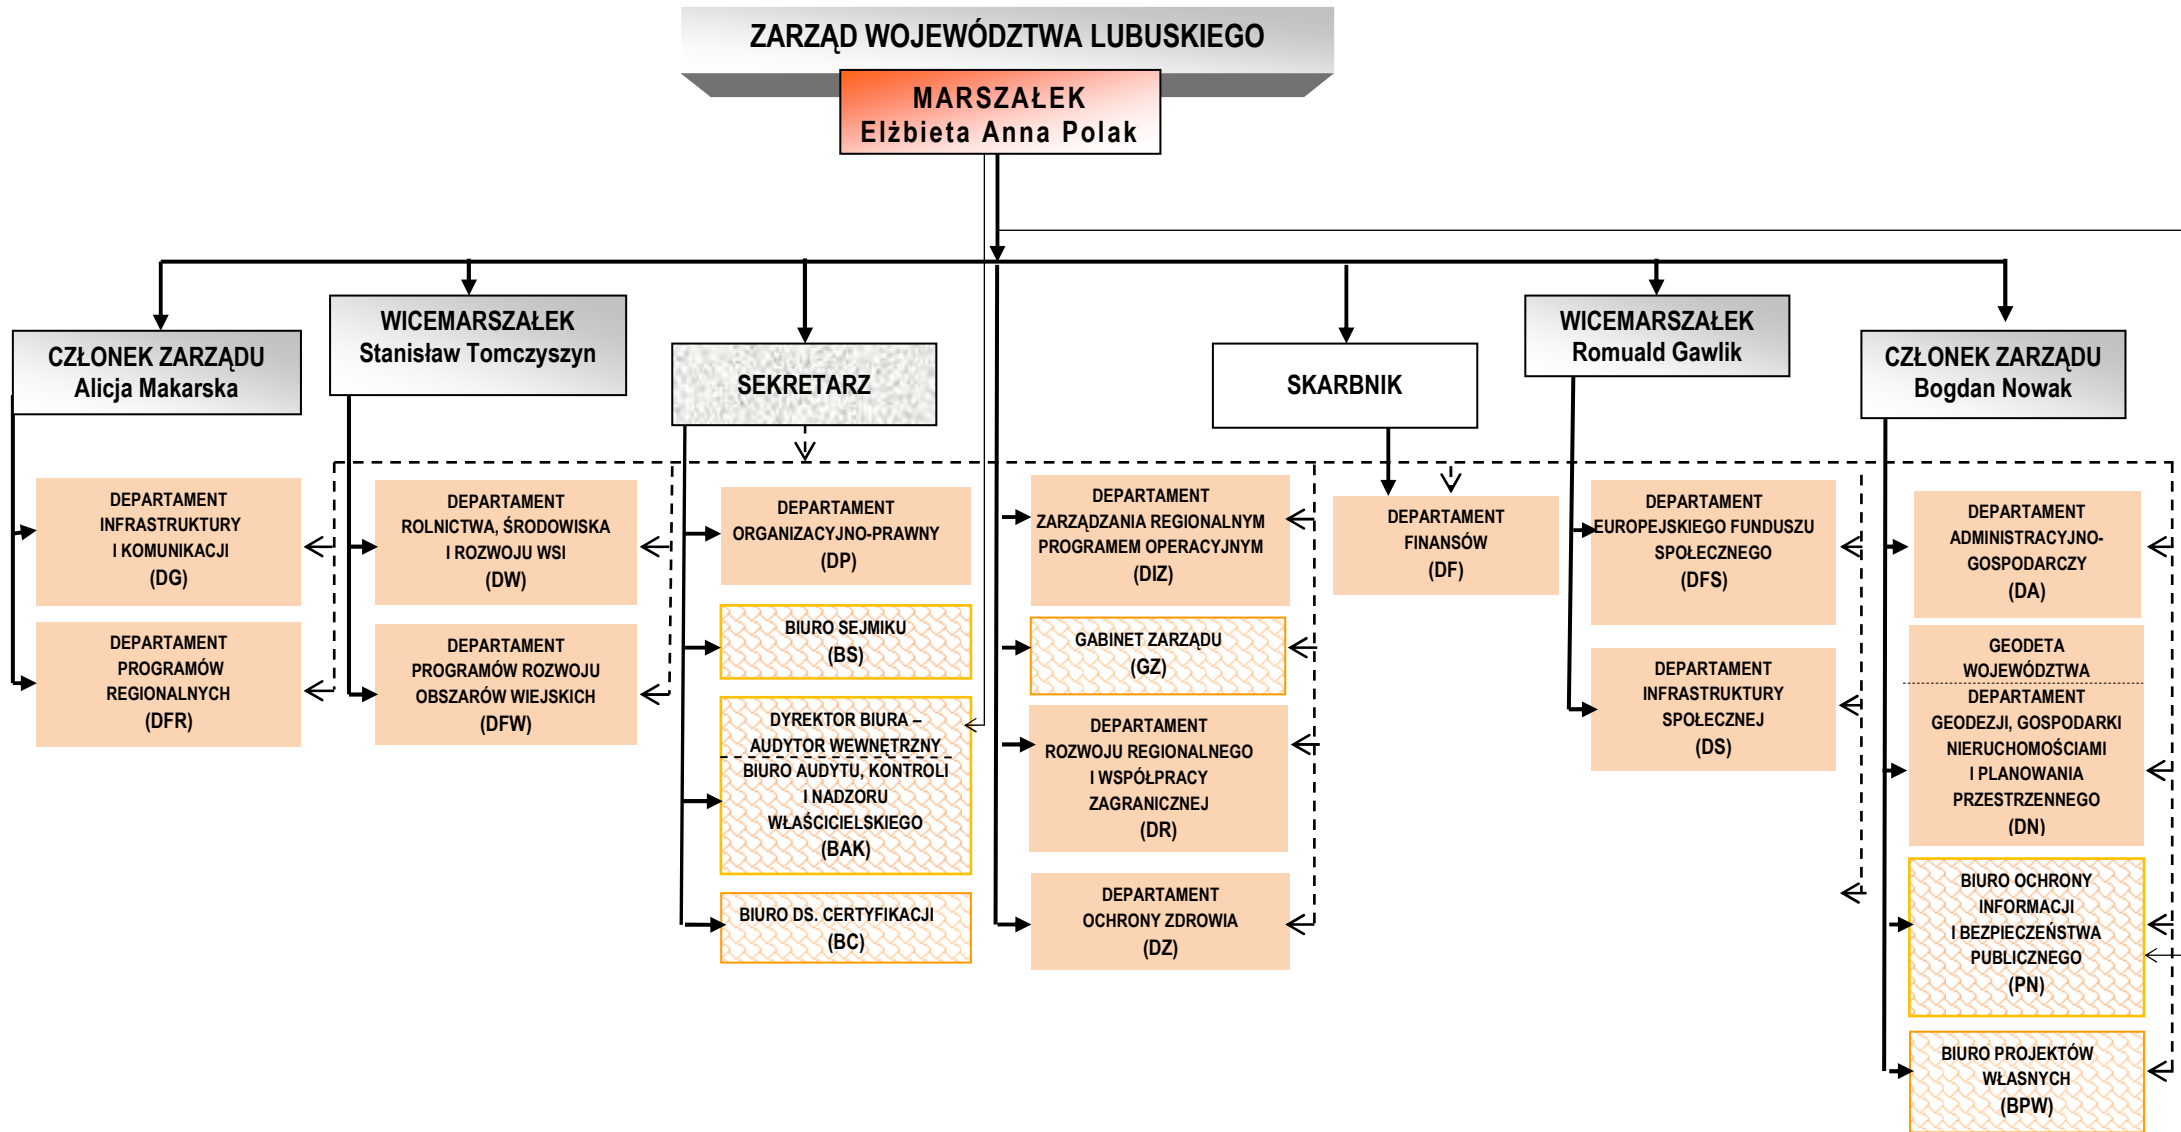 ZARZĄD WOJEWÓDZTWA LUBUSKIEGO
MARSZAŁEK
Elżbieta Anna Polak
CZŁONEK ZARZĄDU
Alicja Makarska
WICEMARSZAŁEK
Stanisław Tomczyszyn
SEKRETARZ
SKARBNIK
WICEMARSZAŁEK
Romuald Gawlik
CZŁONEK ZARZĄDU
Bogdan Nowak
DEPARTAMENT
INFRASTRUKTURY
I KOMUNIKACJI
(DG)
DEPARTAMENT
PROGRAMÓW
REGIONALNYCH
(DFR)
DEPARTAMENT
ROLNICTWA, ŚRODOWISKA
I ROZWOJU WSI
(DW)
DEPARTAMENT
PROGRAMÓW ROZWOJU
OBSZARÓW WIEJSKICH
(DFW)
DEPARTAMENT
ORGANIZACYJNO-PRAWNY
(DP)
BIURO SEJMIKU
(BS)
DYREKTOR BIURA –
AUDYTOR WEWNĘTRZNY
BIURO AUDYTU, KONTROLI
I NADZORU
WŁAŚCICIELSKIEGO
(BAK)
BIURO DS. CERTYFIKACJI
(BC)
DEPARTAMENT
ZARZĄDZANIA REGIONALNYM
PROGRAMEM OPERACYJNYM
(DIZ)
GABINET ZARZĄDU
(GZ)
DEPARTAMENT
ROZWOJU REGIONALNEGO
I WSPÓŁPRACY
ZAGRANICZNEJ
(DR)
DEPARTAMENT
OCHRONY ZDROWIA
(DZ)
DEPARTAMENT
FINANSÓW
(DF)
DEPARTAMENT
EUROPEJSKIEGO FUNDUSZU
SPOŁECZNEGO
(DFS)
DEPARTAMENT
INFRASTRUKTURY
SPOŁECZNEJ
(DS)
DEPARTAMENT
ADMINISTRACYJNO-
GOSPODARCZY
(DA)
GEODETA
WOJEWÓDZTWA
DEPARTAMENT
GEODEZJI, GOSPODARKI
NIERUCHOMOŚCIAMI
I PLANOWANIA
PRZESTRZENNEGO
(DN)
BIURO OCHRONY
INFORMACJI
I BEZPIECZEŃSTWA
PUBLICZNEGO
(PN)
BIURO PROJEKTÓW
WŁASNYCH
(BPW)